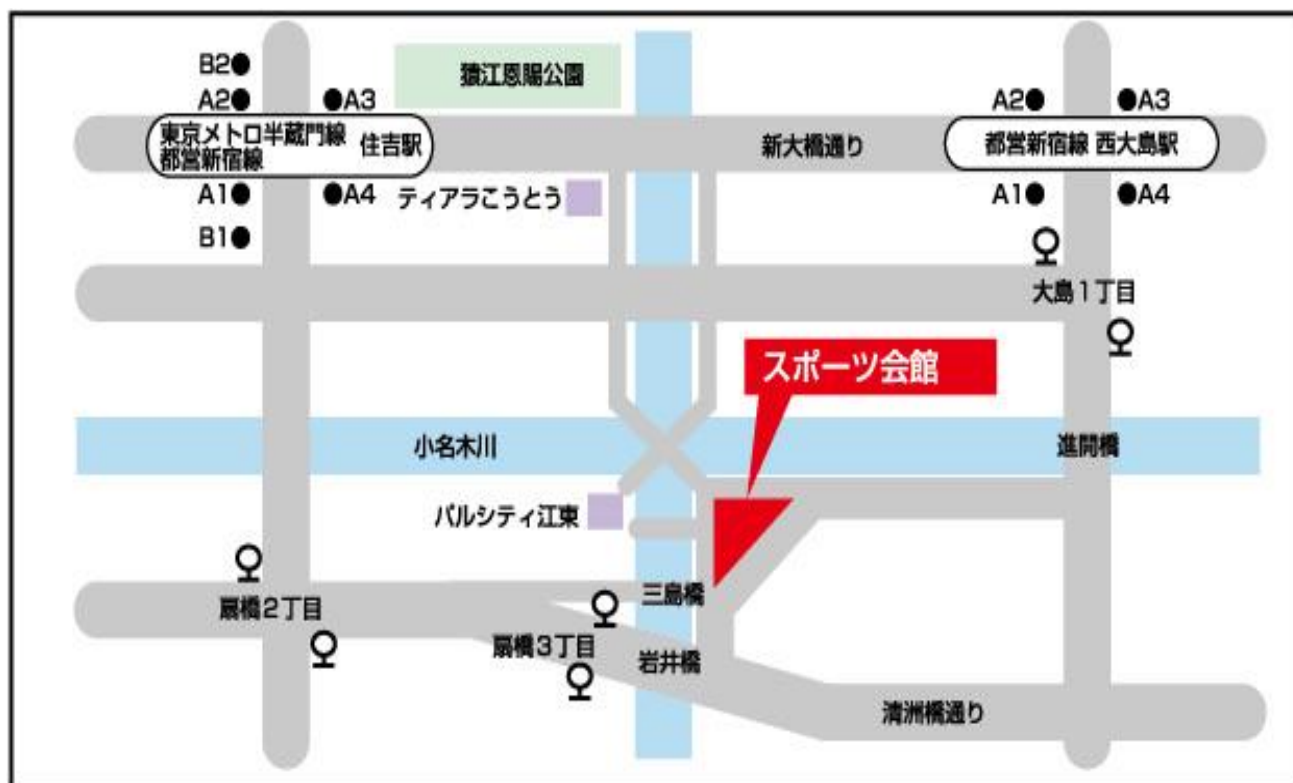 B2
猿江恩賜公園
A2
A3
A2
A3
東京メトロ半蔵門線
都営新宿線
住吉駅
新大橋通り
都営新宿線 西大島駅
A1
A4
ティアラこうとう
A1
A4
B1
大島1丁目
スポーツ会館
小名木川
進開橋
パルシティ江東
三島橋
扇橋2丁目
扇橋3丁目
岩井橋
清洲橋通り